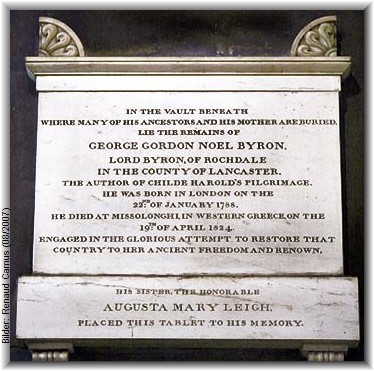 IN THE VAULT BENEATH
WHERE MANY OF HIS ANCESTORS AND HIS MOTHER ARE BURIED,
LIE THE REMAINS OF
GEORGE GORDON NOEL BYRON,
LORD BYRON, OF ROCHDALE
IN THE COUNTY OF LANCASTER.
THE AUTHOR OF CHILDE HAROLD'S PILGRIMAGE.
HE WAS BORN IN LONDON ON THE
22ND OF JANUARY 1788.
HE DIED AT MISSOLONGHI, IN WESTERN GREECE, ON THE
19TH OF APRIL 1824.
ENGAGED IN THE GLORIOUS ATTEMPT TO RESTORE THAT
COUNTRY TO HER ANCIENT FREEDOM AND RENOWN.
HIS SISTER, THE HONORABLE
AUGUSTA MARY LEIGH,
PLACED THIS TABLET TO HIS MEMORY.
Bilder: Renaud Camus (08/2007)